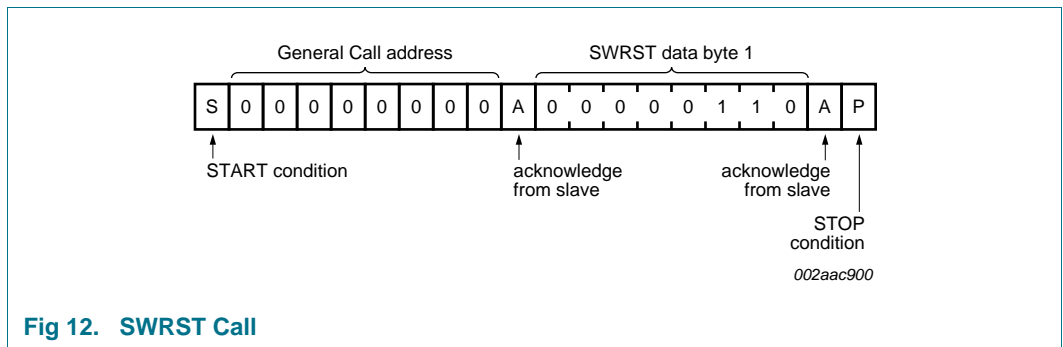 General Call address SWRST data byte 1
S 0 0 0 0 0 0 0 0 A 0 0 0 0 0 1 1 0 A P
START condition acknowledge from slave acknowledge from slave
STOP condition
002aac900
Fig 12. SWRST Call